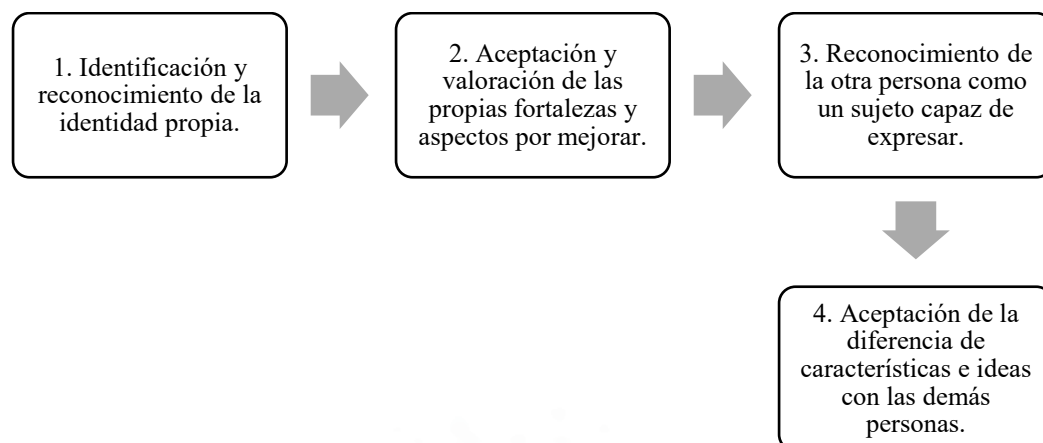 1. Identificación y
reconocimiento de la
identidad propia.
2. Aceptación y
valoración de las
propias fortalezas y
aspectos por mejorar.
3. Reconocimiento de
la otra persona como
un sujeto capaz de
expresar.
4. Aceptación de la
diferencia de
características e ideas
con las demás
personas.